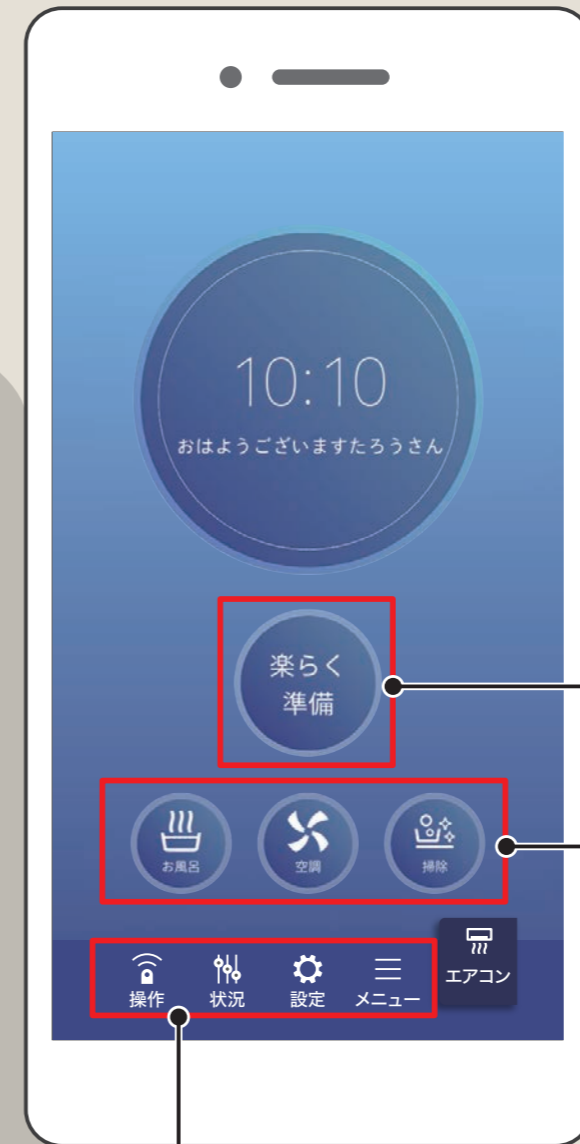 10:10
おはようございますたろうさん
楽らく
準備
お風呂
空調
掃除
操作
状況
設定
メニュー
エアコン